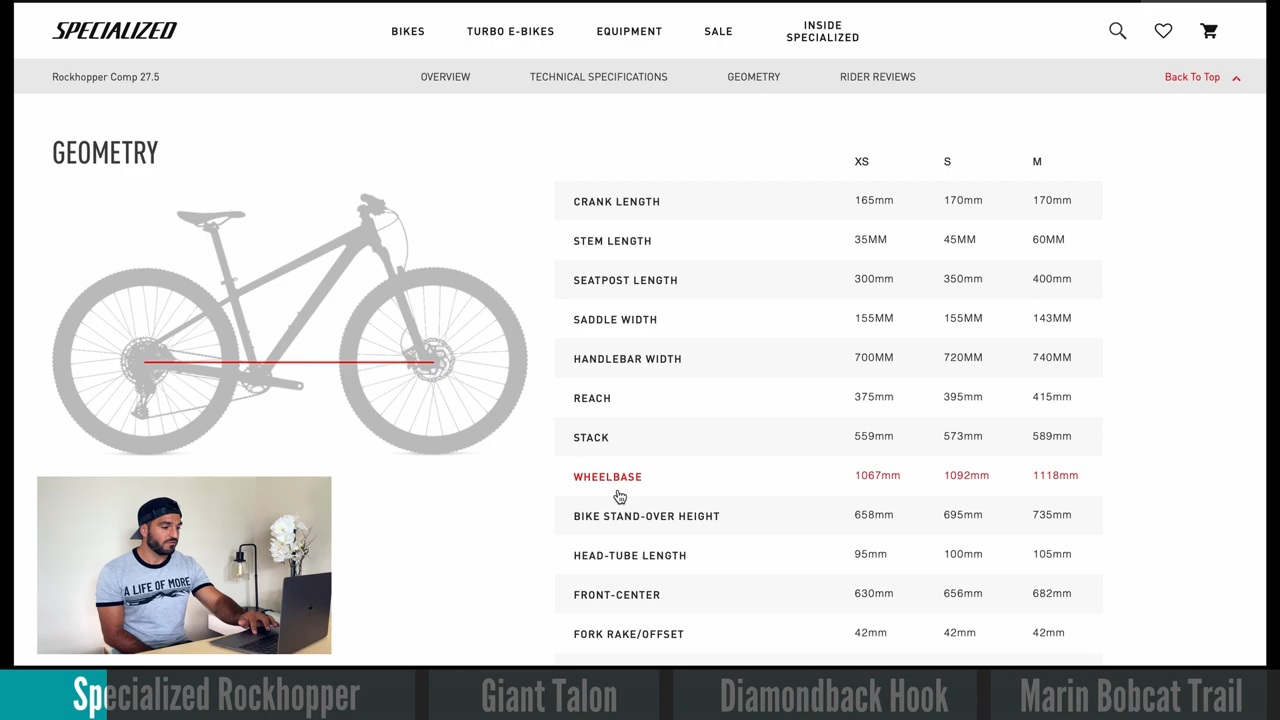 SPECIALIZED
BIKES TURBO E-BIKES EQUIPMENT SALE INSIDE SPECIALIZED
Rockhopper Comp 27.5 OVERVIEW TECHNICAL SPECIFICATIONS GEOMETRY RIDER REVIEWS Back To Top
GEOMETRY
XS S M
CRANK LENGTH 165mm 170mm 170mm
STEM LENGTH 35MM 45MM 60MM
SEATPOST LENGTH 300mm 350mm 400mm
SADDLE WIDTH 155MM 155MM 143MM
HANDLEBAR WIDTH 700MM 720MM 740MM
REACH 375mm 395mm 415mm
STACK 559mm 573mm 589mm
WHEELBASE 1067mm 1092mm 1118mm
BIKE STAND-OVER HEIGHT 658mm 695mm 735mm
HEAD-TUBE LENGTH 95mm 100mm 105mm
FRONT-CENTER 630mm 656mm 682mm
FORK RAKE/OFFSET 42mm 42mm 42mm
A LIFE OF MORE
Specialized Rockhopper Giant Talon Diamondback Hook Marin Bobcat Trail